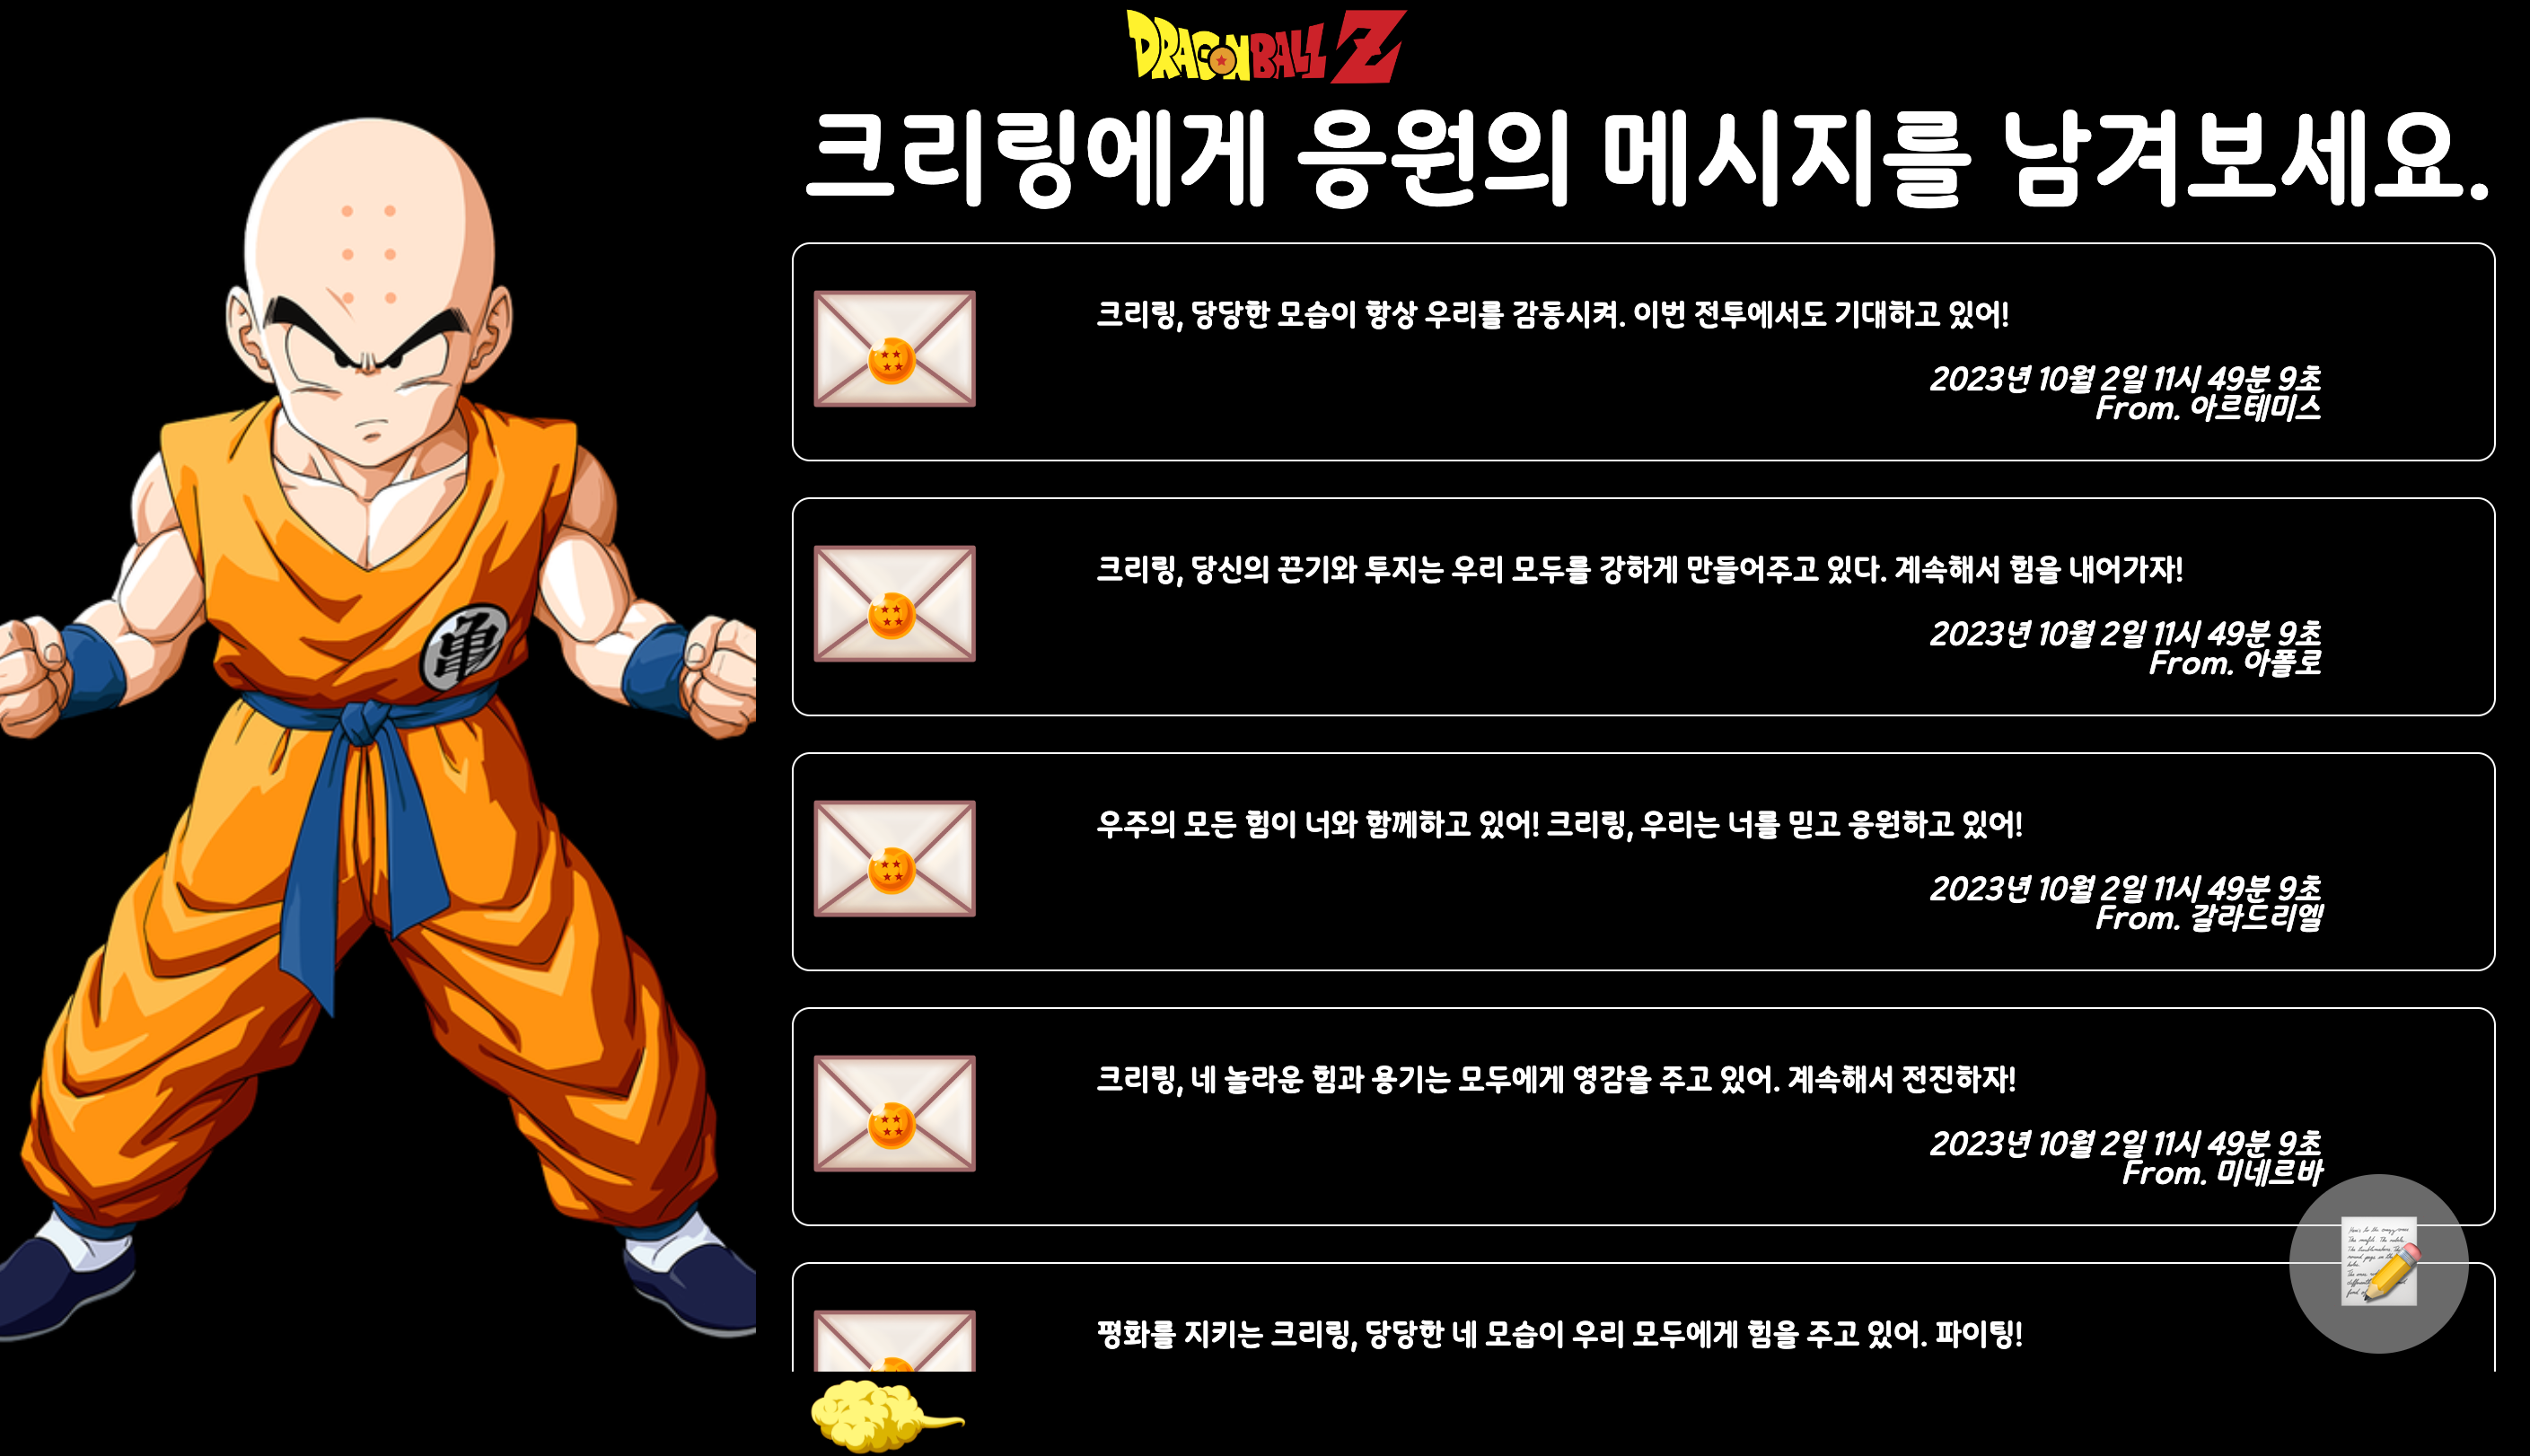 DRAGONBALL Z
크리링에게 응원의 메시지를 남겨보세요.
크리링, 당당한 모습이 항상 우리를 감동시켜. 이번 전투에서도 기대하고 있어!
2023년 10월 2일 11시 49분 9초
From. 아르테미스
크리링, 당신의 끈기와 투지는 우리 모두를 강하게 만들어주고 있다. 계속해서 힘을 내어가자!
2023년 10월 2일 11시 49분 9초
From. 아폴로
우주의 모든 힘이 너와 함께하고 있어! 크리링, 우리는 너를 믿고 응원하고 있어!
2023년 10월 2일 11시 49분 9초
From. 갈라드리엘
크리링, 네 놀라운 힘과 용기는 모두에게 영감을 주고 있어. 계속해서 전진하자!
2023년 10월 2일 11시 49분 9초
From. 미네르바
평화를 지키는 크리링, 당당한 네 모습이 우리 모두에게 힘을 주고 있어. 파이팅!
亀